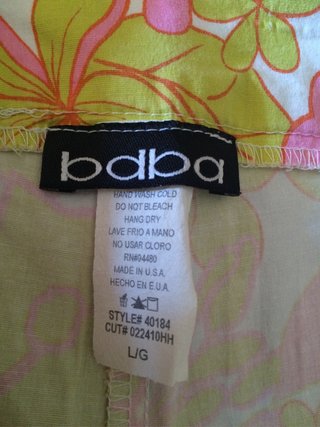 bdba
HAND WASH COLD
DO NOT BLEACH
HANG DRY
LAVE FRIO A MANO
NO USAR CLORO
RN#04480
MADE IN U.S.A.
HECHO EN E.U.A.
STYLE# 40184
CUT# 022410HH
L/G